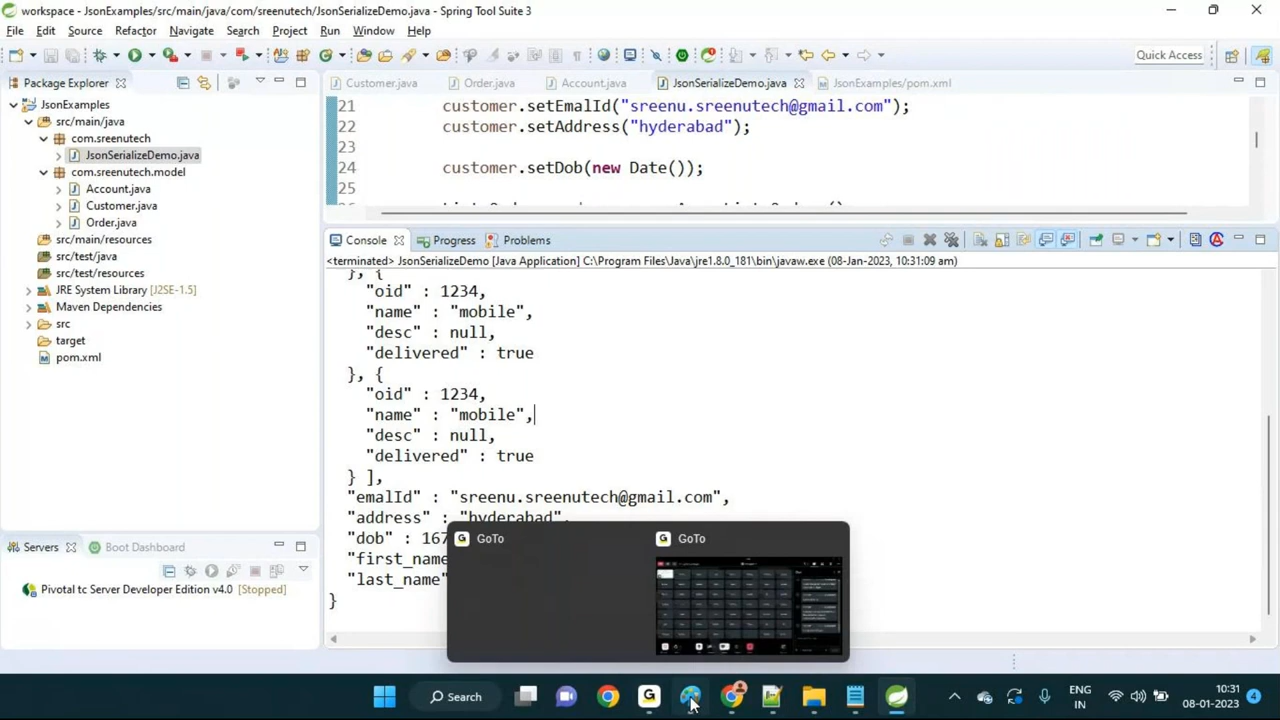 workspace - JsonExamples/src/main/java/com/sreenutech/JsonSerializeDemo.java - Spring Tool Suite 3
File Edit Source Refactor Navigate Search Project Run Window Help
Quick Access
Package Explorer
JsonExamples
src/main/java
com.sreenutech
JsonSerializeDemo.java
com.sreenutech.model
Account.java
Customer.java
Order.java
src/main/resources
src/test/java
src/test/resources
JRE System Library [J2SE-1.5]
Maven Dependencies
src
target
pom.xml
Servers Boot Dashboard
Pivotal tc Server Developer Edition v4.0 [Stopped]
Customer.java Order.java Account.java JsonSerializeDemo.java JsonExamples/pom.xml
21 customer.setEmalId("sreenu.sreenutech@gmail.com");
22 customer.setAddress("hyderabad");
23
24 customer.setDob(new Date());
25
Console Progress Problems
<terminated> JsonSerializeDemo [Java Application] C:\Program Files\Java\jre1.8.0_181\bin\javaw.exe (08-Jan-2023, 10:31:09 am)
}, {
"oid" : 1234,
"name" : "mobile",
"desc" : null,
"delivered" : true
}, {
"oid" : 1234,
"name" : "mobile",
"desc" : null,
"delivered" : true
} ],
"emalId" : "sreenu.sreenutech@gmail.com",
"address" : "hyderabad",
"dob" : 167
"first_name
"last_name"
}
GoTo GoTo
Search
ENG
IN
10:31
08-01-2023